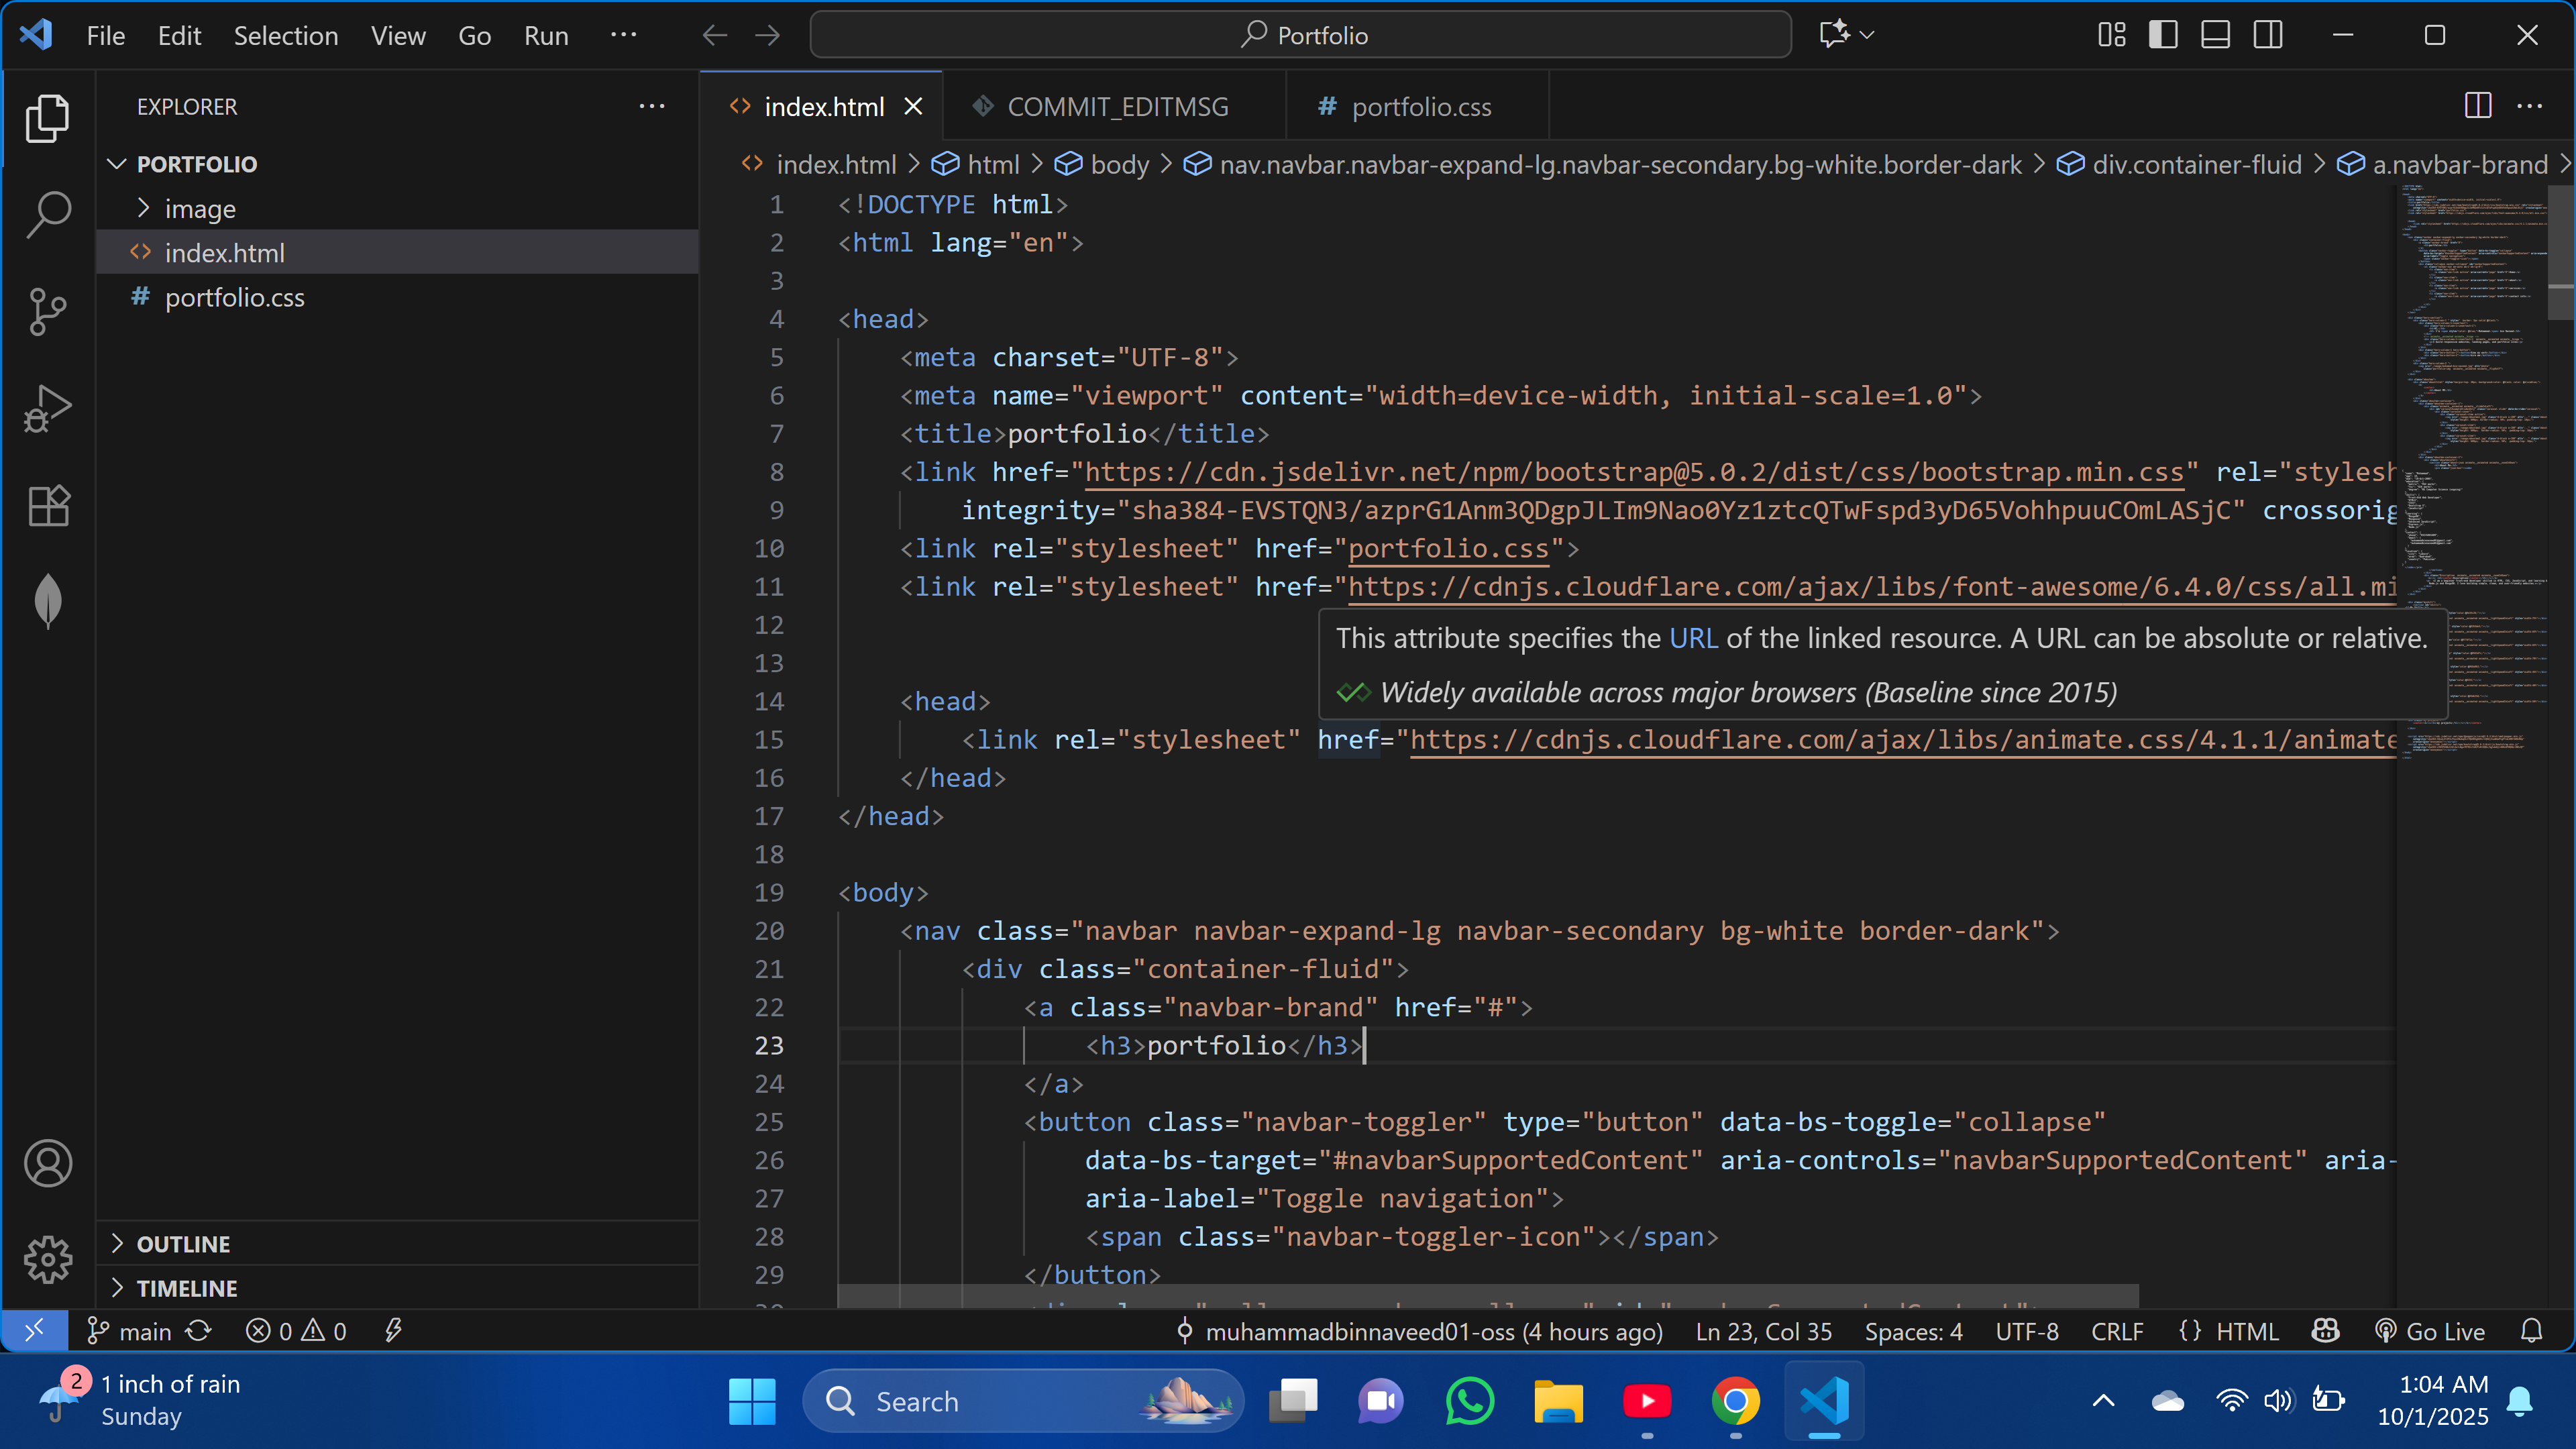 File Edit Selection View Go Run ··· Portfolio
EXPLORER
PORTFOLIO
image
index.html
portfolio.css
OUTLINE
TIMELINE
index.html COMMIT_EDITMSG portfolio.css
index.html > html > body > nav.navbar.navbar-expand-lg.navbar-secondary.bg-white.border-dark > div.container-fluid > a.navbar-brand >
1 <!DOCTYPE html>
2 <html lang="en">
3
4 <head>
5 <meta charset="UTF-8">
6 <meta name="viewport" content="width=device-width, initial-scale=1.0">
7 <title>portfolio</title>
8 <link href="https://cdn.jsdelivr.net/npm/bootstrap@5.0.2/dist/css/bootstrap.min.css" rel="stylesh
9 integrity="sha384-EVSTQN3/azprG1Anm3QDgpJLIm9Nao0Yz1ztcQTwFspd3yD65VohhpuuCOmLASjC" crossorig
10 <link rel="stylesheet" href="portfolio.css">
11 <link rel="stylesheet" href="https://cdnjs.cloudflare.com/ajax/libs/font-awesome/6.4.0/css/all.mi
12
This attribute specifies the URL of the linked resource. A URL can be absolute or relative.
13
Widely available across major browsers (Baseline since 2015)
14 <head>
15 <link rel="stylesheet" href="https://cdnjs.cloudflare.com/ajax/libs/animate.css/4.1.1/animate
16 </head>
17 </head>
18
19 <body>
20 <nav class="navbar navbar-expand-lg navbar-secondary bg-white border-dark">
21 <div class="container-fluid">
22 <a class="navbar-brand" href="#">
23 <h3>portfolio</h3>
24 </a>
25 <button class="navbar-toggler" type="button" data-bs-toggle="collapse"
26 data-bs-target="#navbarSupportedContent" aria-controls="navbarSupportedContent" aria-
27 aria-label="Toggle navigation">
28 <span class="navbar-toggler-icon"></span>
29 </button>
main 0 0 muhammadbinnaveed01-oss (4 hours ago) Ln 23, Col 35 Spaces: 4 UTF-8 CRLF {} HTML Go Live
2 1 inch of rain
Sunday
Search
1:04 AM
10/1/2025